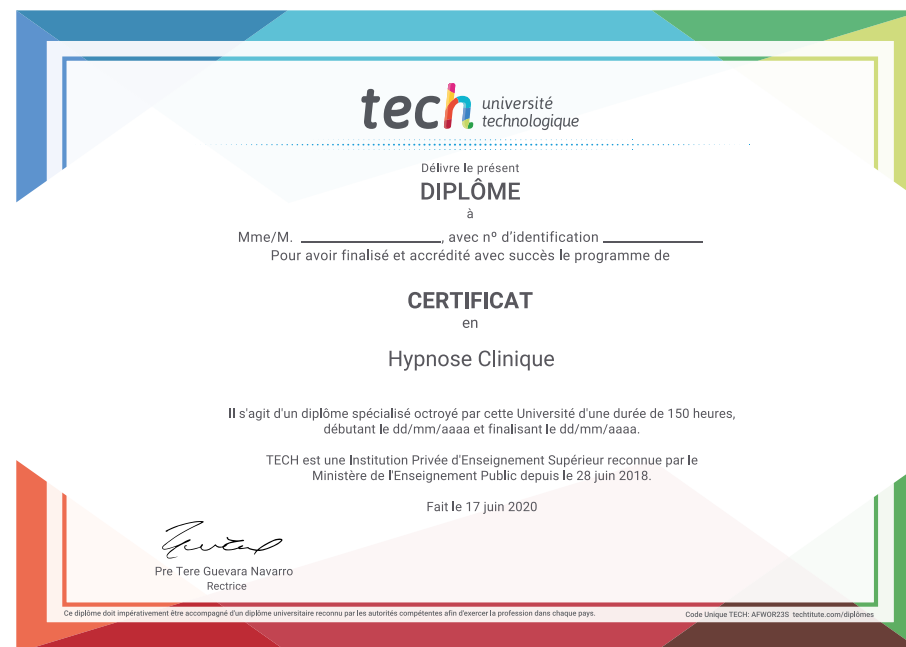 tech université
technologique
Délivre le présent
DIPLÔME
à
Mme/M. ____________________, avec nº d'identification ______________
Pour avoir finalisé et accrédité avec succès le programme de
CERTIFICAT
en
Hypnose Clinique
Il s'agit d'un diplôme spécialisé octroyé par cette Université d'une durée de 150 heures,
débutant le dd/mm/aaaa et finalisant le dd/mm/aaaa.
TECH est une Institution Privée d'Enseignement Supérieur reconnue par le
Ministère de l'Enseignement Public depuis le 28 juin 2018.
Fait le 17 juin 2020
Pre Tere Guevara Navarro
Rectrice
Ce diplôme doit impérativement être accompagné d'un diplôme universitaire reconnu par les autorités compétentes afin d'exercer la profession dans chaque pays.
Code Unique TECH: AFWOR23S techtitute.com/diplômes